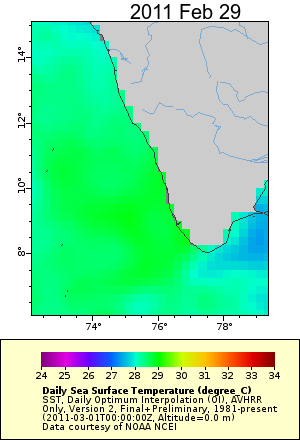 2011 Feb 29
14°
12°
10°
8°
74° 76° 78°
24 25 26 27 28 29 30 31 32 33 34
Daily Sea Surface Temperature (degree_C)
SST, Daily Optimum Interpolation (OI), AVHRR
Only, Version 2, Final+Preliminary, 1981-present
(2011-03-01T00:00:00Z, Altitude=0.0 m)
Data courtesy of NOAA NCEI